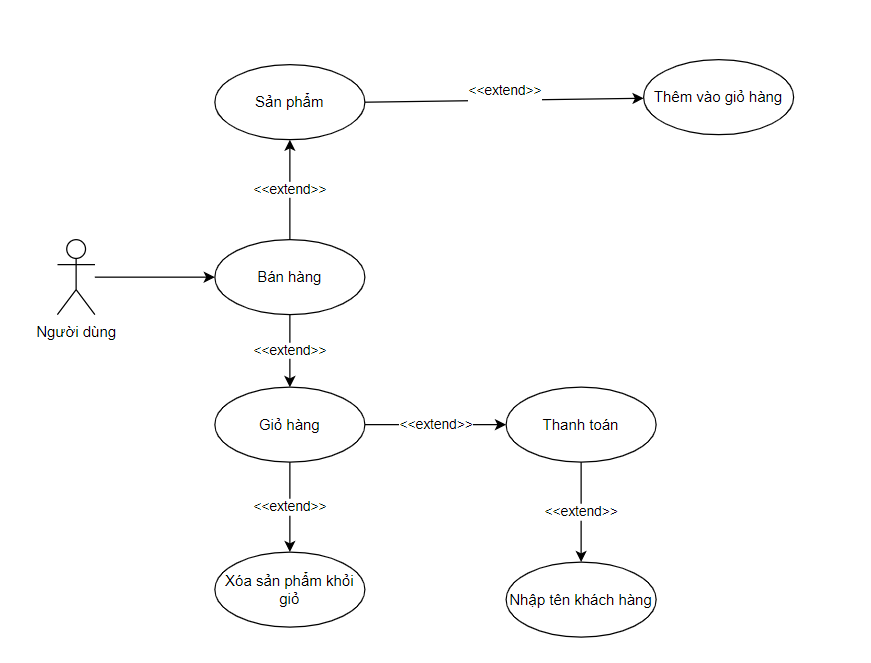 <<extend>>
Sản phẩm
Thêm vào giỏ hàng
<<extend>>
Bán hàng
Người dùng
<<extend>>
Giỏ hàng
<<extend>>
Thanh toán
<<extend>>
<<extend>>
Xóa sản phẩm khỏi
giỏ
Nhập tên khách hàng